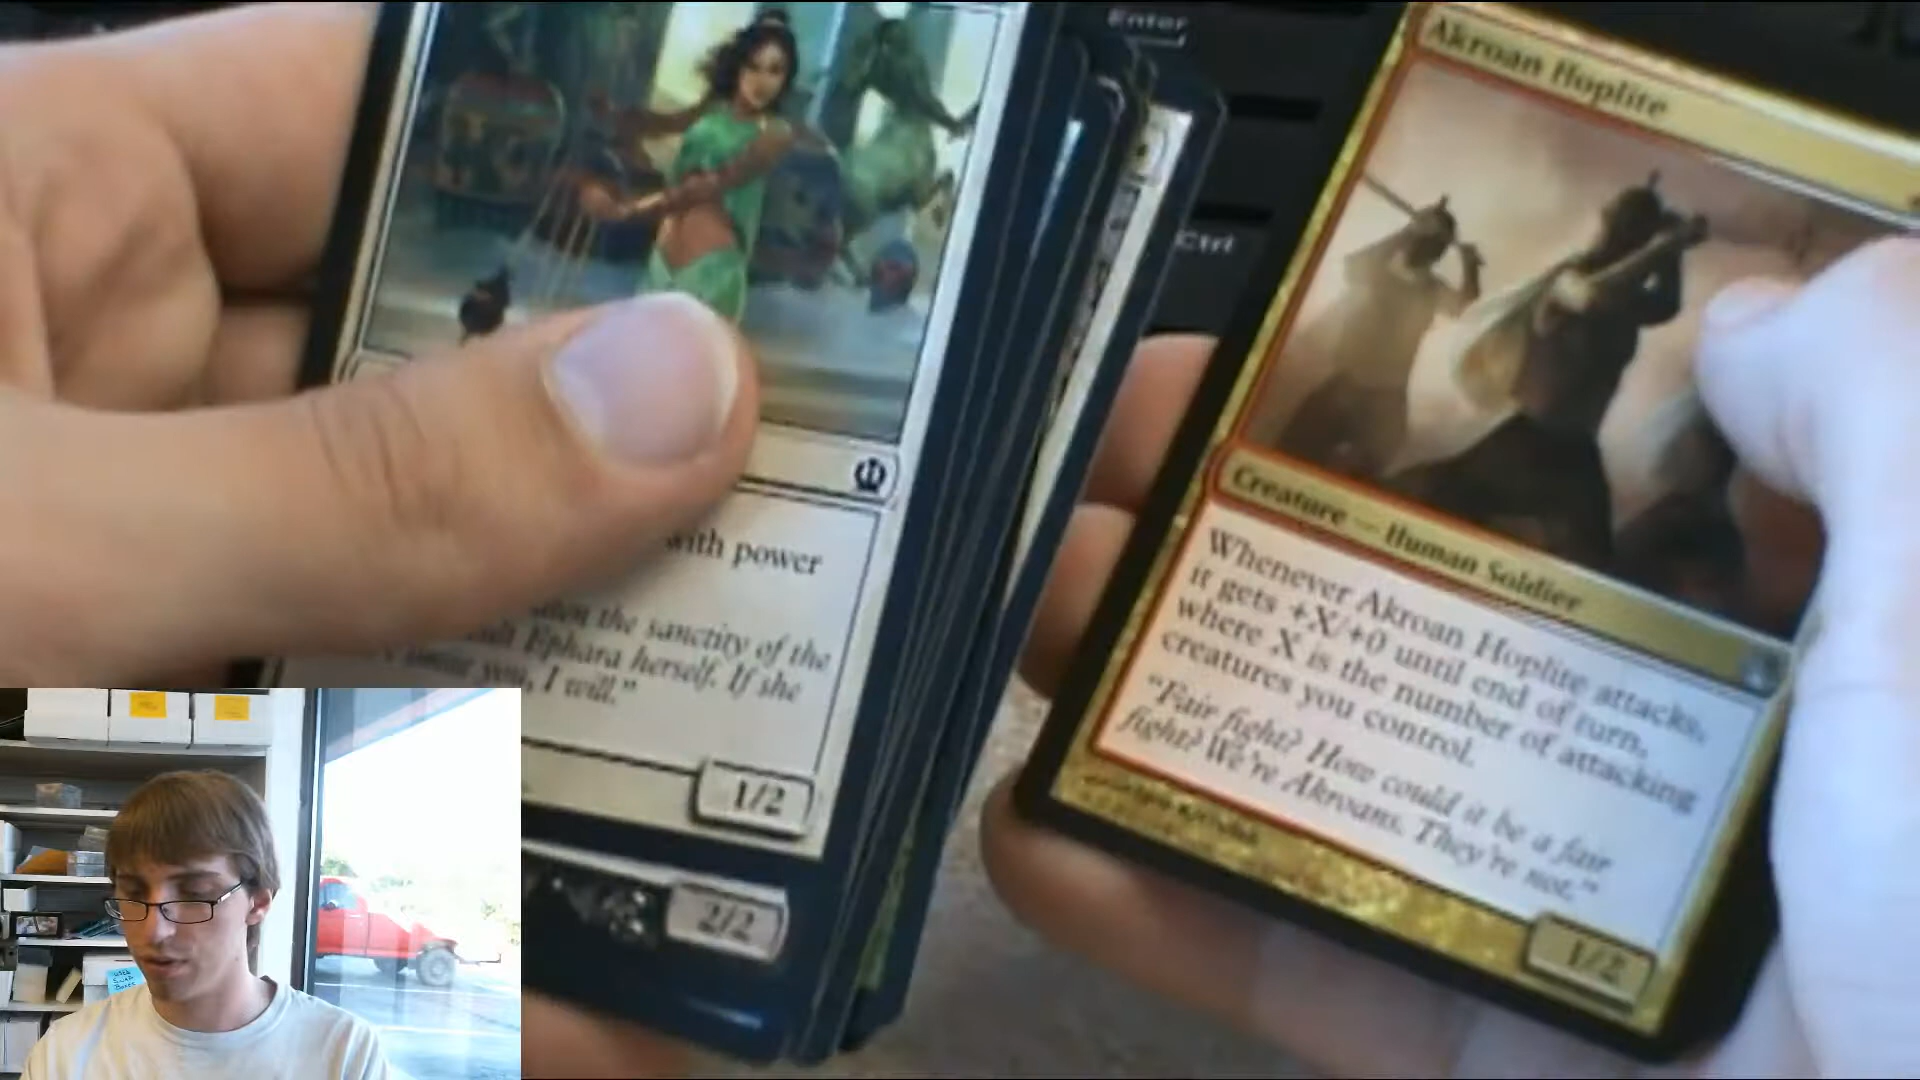 Enter
Ctrl
with power
the sanctity of the
Ephara herself. If she
you, I will."
1/2
2/2
Akroan Hoplite
Creature — Human Soldier
Whenever Akroan Hoplite attacks,
it gets +X/+0 until end of turn,
where X is the number of attacking
creatures you control.
"Fair fight? How could it be a fair
fight? We're Akroans. They're not."
1/2